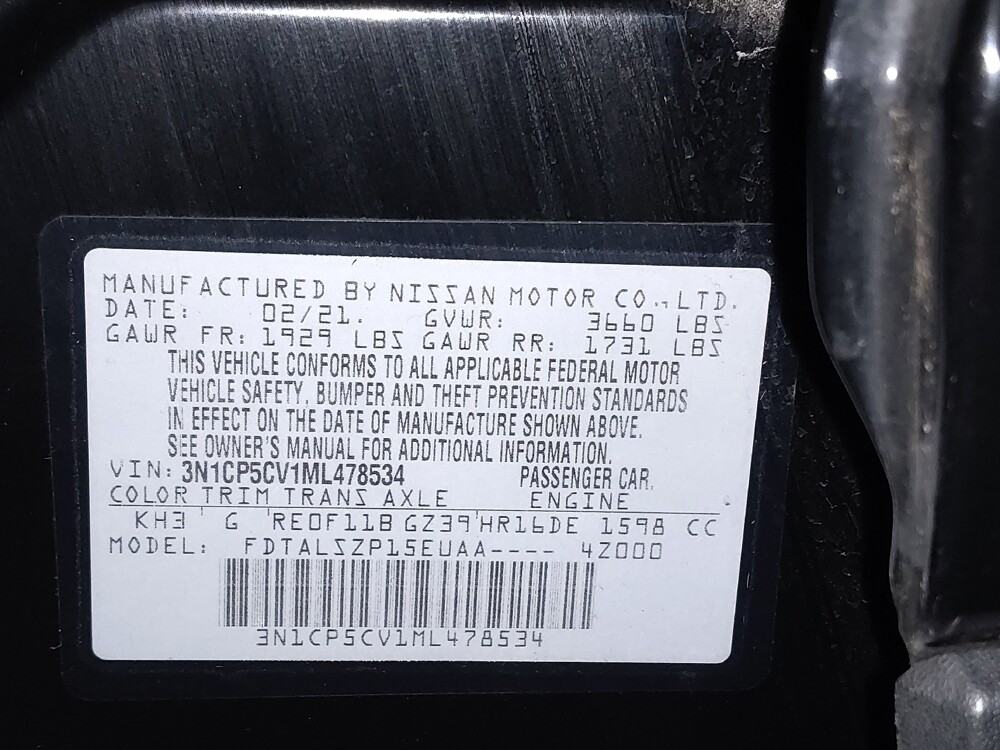 MANUFACTURED BY NISSAN MOTOR CO., LTD.
DATE: 02/21. GVWR: 3660 LBS
GAWR FR: 1929 LBS GAWR RR: 1731 LBS
THIS VEHICLE CONFORMS TO ALL APPLICABLE FEDERAL MOTOR
VEHICLE SAFETY, BUMPER AND THEFT PREVENTION STANDARDS
IN EFFECT ON THE DATE OF MANUFACTURE SHOWN ABOVE.
SEE OWNER'S MANUAL FOR ADDITIONAL INFORMATION.
VIN: 3N1CP5CV1ML478534 PASSENGER CAR.
COLOR TRIM TRANS AXLE ENGINE
KH3 ' G 'RE0F11B GZ39'HR16DE 1598 CC
MODEL: FDTALSZP15EUAA---- 4Z000
3N1CP5CV1ML478534